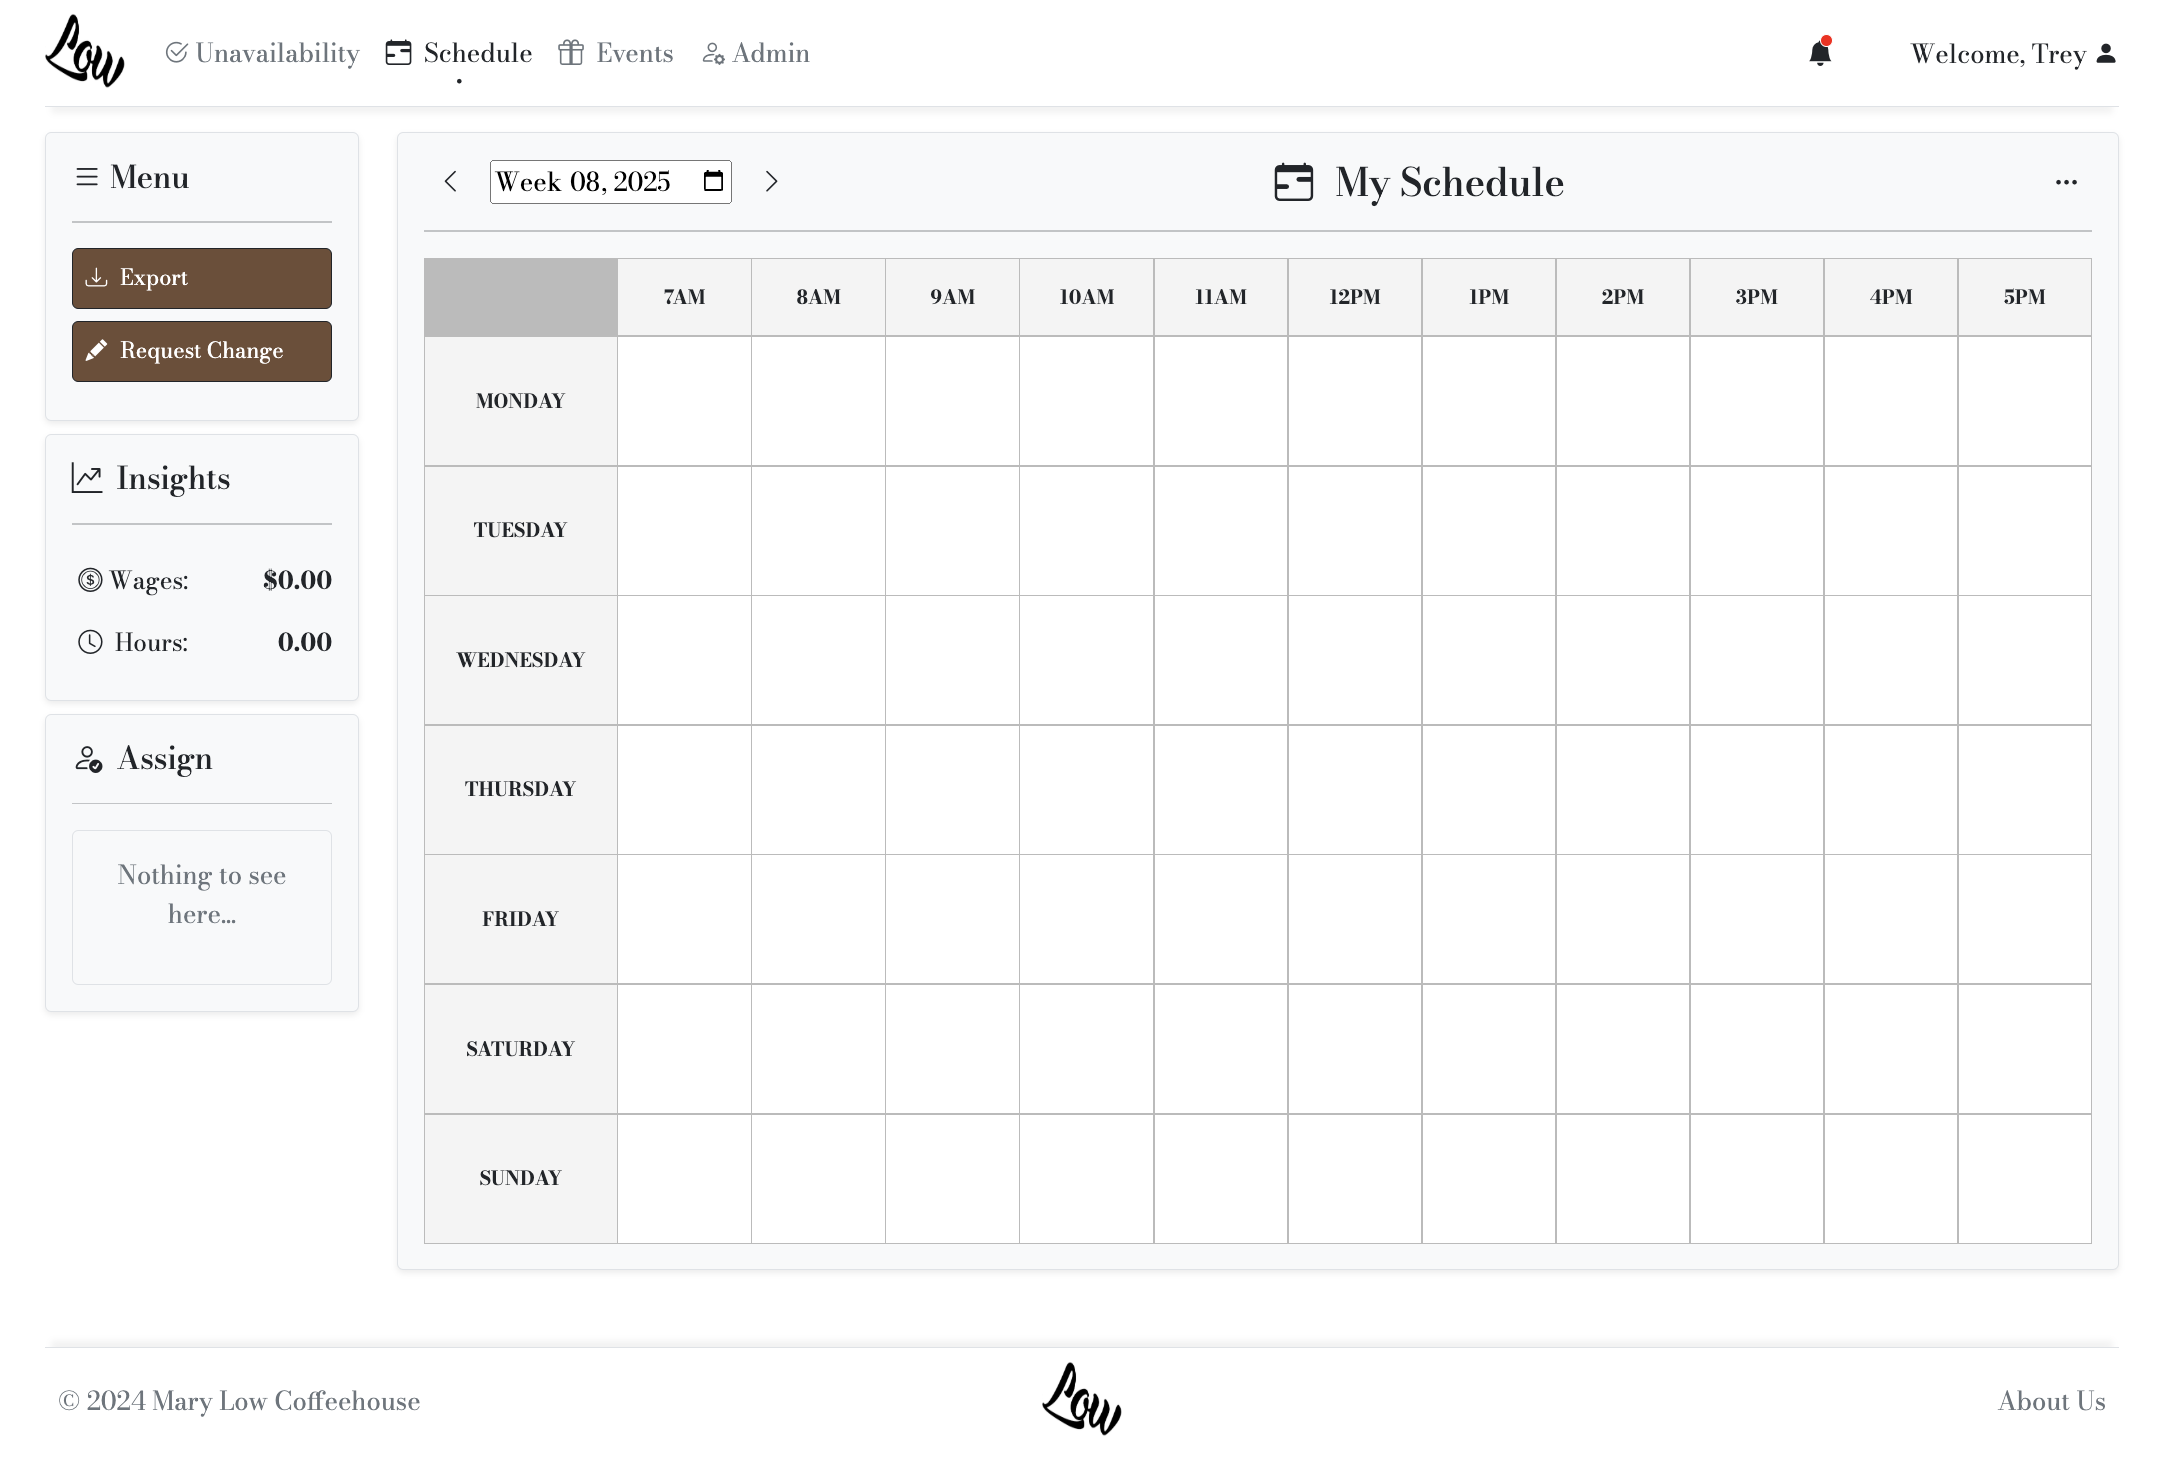 Low
Unavailability
Schedule
Events
Admin
Welcome, Trey
Menu
Export
Request Change
Insights
Wages: $0.00
Hours: 0.00
Assign
Nothing to see
here...
Week 08, 2025
My Schedule
...
7AM 8AM 9AM 10AM 11AM 12PM 1PM 2PM 3PM 4PM 5PM
MONDAY
TUESDAY
WEDNESDAY
THURSDAY
FRIDAY
SATURDAY
SUNDAY
© 2024 Mary Low Coffeehouse
Low
About Us